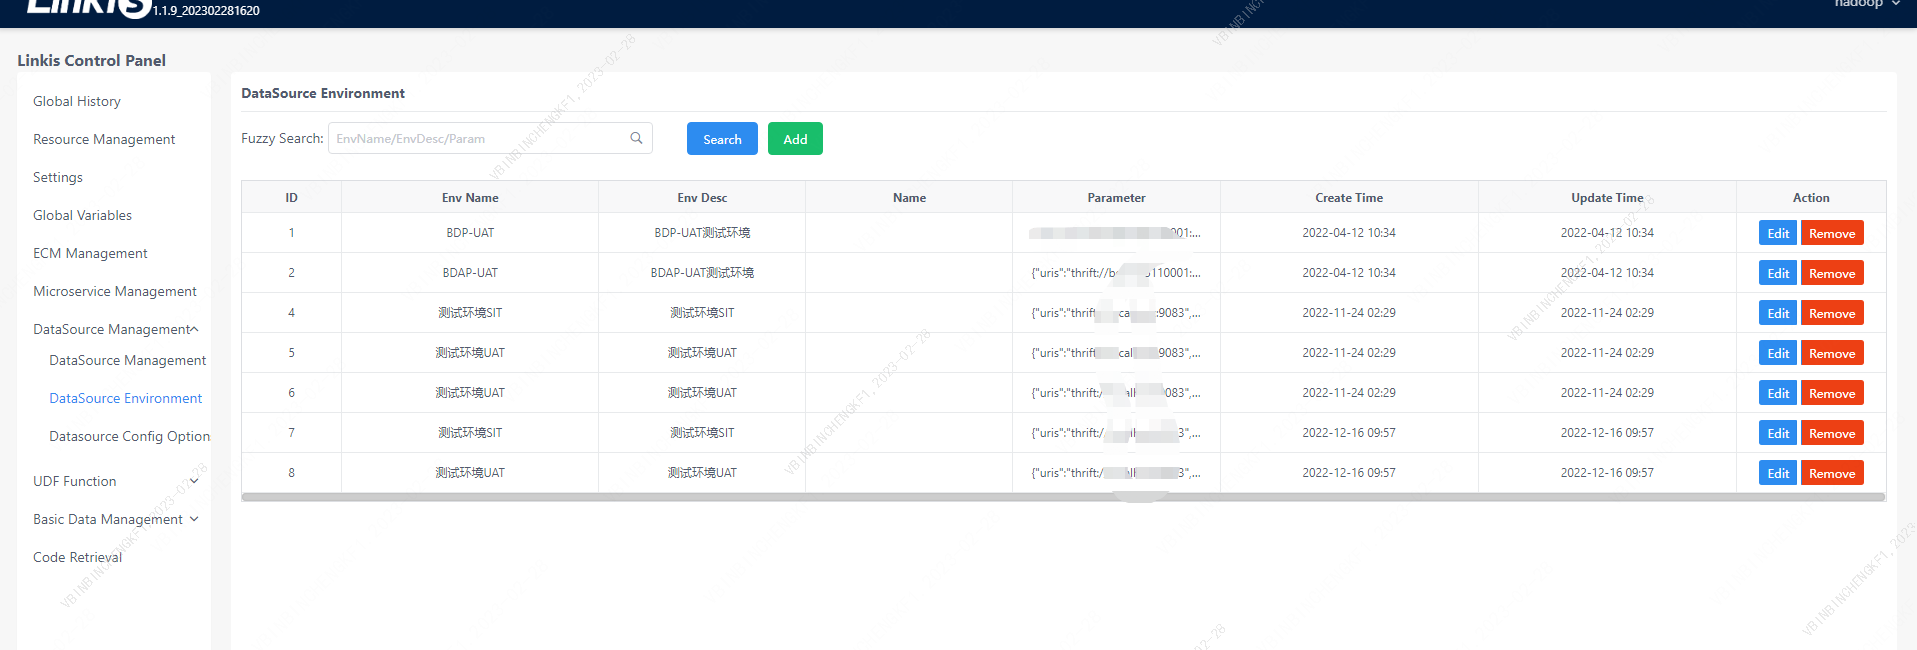 Linkis
1.1.9_202302281620
hadoop
Linkis Control Panel
Global History
Resource Management
Settings
Global Variables
ECM Management
Microservice Management
DataSource Management
DataSource Management
DataSource Environment
Datasource Config Option
UDF Function
Basic Data Management
Code Retrieval
DataSource Environment
Fuzzy Search: EnvName/EnvDesc/Param Search Add
ID Env Name Env Desc Name Parameter Create Time Update Time Action
1 BDP-UAT BDP-UAT测试环境 001:... 2022-04-12 10:34 2022-04-12 10:34 Edit Remove
2 BDAP-UAT BDAP-UAT测试环境 {"uris":"thrift://b 110001:... 2022-04-12 10:34 2022-04-12 10:34 Edit Remove
4 测试环境SIT 测试环境SIT {"uris":"thrift ca :9083",... 2022-11-24 02:29 2022-11-24 02:29 Edit Remove
5 测试环境UAT 测试环境UAT {"uris":"thrift cal 9083",... 2022-11-24 02:29 2022-11-24 02:29 Edit Remove
6 测试环境UAT 测试环境UAT {"uris":"thrift:/ al 083",... 2022-11-24 02:29 2022-11-24 02:29 Edit Remove
7 测试环境SIT 测试环境SIT {"uris":"thrift:/ 3",... 2022-12-16 09:57 2022-12-16 09:57 Edit Remove
8 测试环境UAT 测试环境UAT {"uris":"thrift:/ al 3",... 2022-12-16 09:57 2022-12-16 09:57 Edit Remove
VBINBINCHENGKF1,2023-02-28